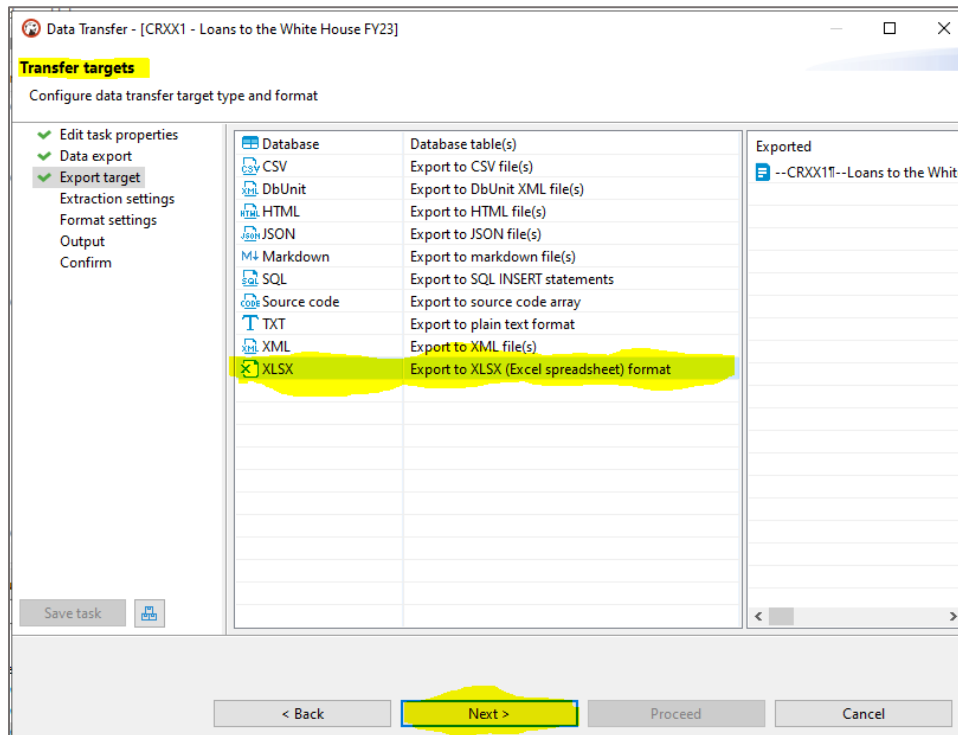 Data Transfer - [CRXX1 - Loans to the White House FY23]
Transfer targets
Configure data transfer target type and format
Edit task properties
Data export
Export target
Extraction settings
Format settings
Output
Confirm
Database Database table(s)
CSV Export to CSV file(s)
DbUnit Export to DbUnit XML file(s)
HTML Export to HTML file(s)
JSON Export to JSON file(s)
M↓ Markdown Export to markdown file(s)
SQL Export to SQL INSERT statements
Source code Export to source code array
TXT Export to plain text format
XML Export to XML file(s)
XLSX Export to XLSX (Excel spreadsheet) format
Exported
--CRXX1¶--Loans to the Whit
Save task
< Back Next > Proceed Cancel